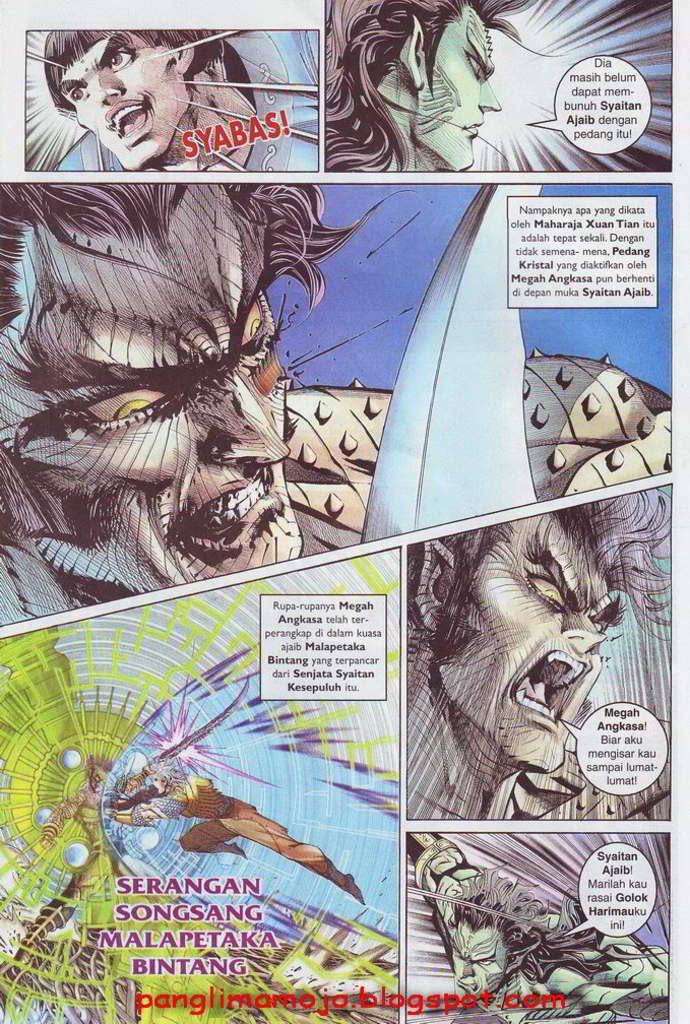 SYABAS!
Dia
masih belum
dapat mem-
bunuh Syaitan
Ajaib dengan
pedang itu!
Nampaknya apa yang dikata
oleh Maharaja Xuan Tian itu
adalah tepat sekali. Dengan
tidak semena- mena, Pedang
Kristal yang diaktifkan oleh
Megah Angkasa pun berhenti
di depan muka Syaitan Ajaib.
Rupa-rupanya Megah
Angkasa telah ter-
perangkap di dalam kuasa
ajaib Malapetaka
Bintang yang terpancar
dari Senjata Syaitan
Kesepuluh itu.
Megah
Angkasa!
Biar aku
mengisar kau
sampai lumat-
lumat!
SERANGAN
SONGSANG
MALAPETAKA
BINTANG
Syaitan
Ajaib!
Marilah kau
rasai Golok
Harimauku
ini!
panglimamoja.blogspot.com